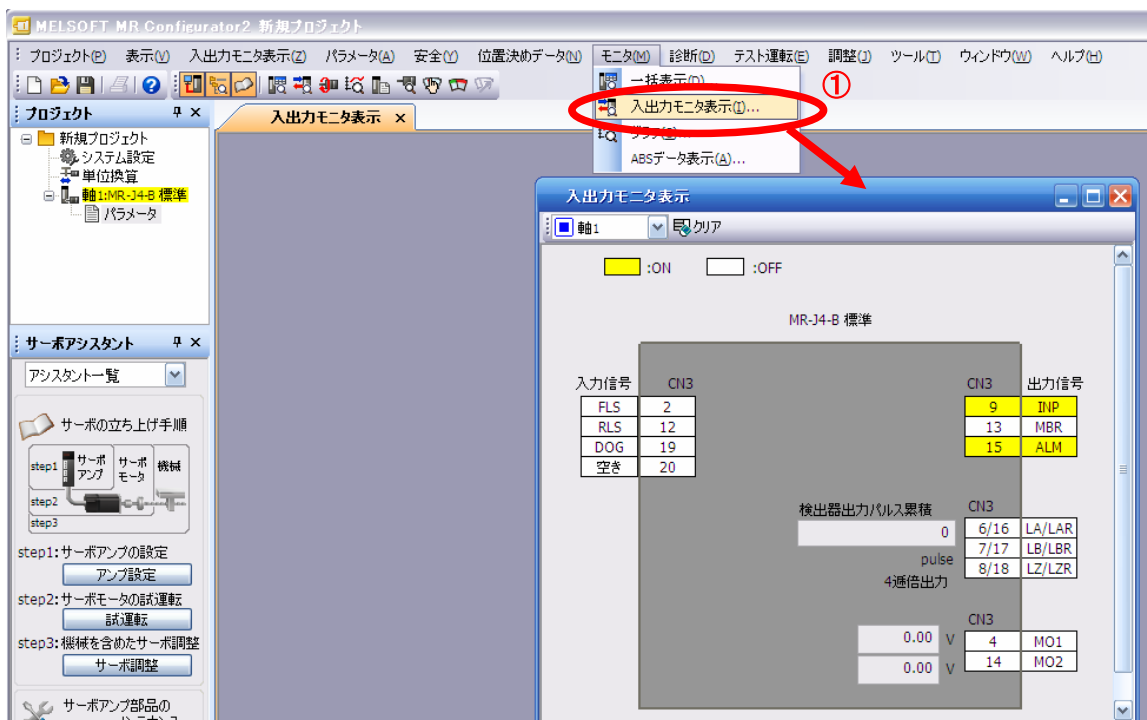 MELSOFT MR Configurator2 新規プロジェクト
プロジェクト(P) 表示(V) 入出力モニタ表示(Z) パラメータ(A) 安全(Y) 位置決めデータ(N) モニタ(M) 診断(D) テスト運転(E) 調整(J) ツール(T) ウィンドウ(W) ヘルプ(H)
一括表示(D)
入出力モニタ表示(I)...
ABSデータ表示(A)...
①
プロジェクト
新規プロジェクト
システム設定
単位換算
軸1:MR-J4-B 標準
パラメータ
入出力モニタ表示
サーボアシスタント
アシスタント一覧
サーボの立ち上げ手順
step1 サーボアンプ サーボモータ 機械
step2
step3
step1:サーボアンプの設定
アンプ設定
step2:サーボモータの試運転
試運転
step3:機械を含めたサーボ調整
サーボ調整
サーボアンプ部品の
入出力モニタ表示
軸1 クリア
:ON :OFF
MR-J4-B 標準
入力信号 CN3
FLS 2
RLS 12
DOG 19
空き 20
CN3 出力信号
9 INP
13 MBR
15 ALM
検出器出力パルス累積 CN3
0 6/16 LA/LAR
7/17 LB/LBR
pulse 8/18 LZ/LZR
4逓倍出力
CN3
0.00 V 4 MO1
0.00 V 14 MO2